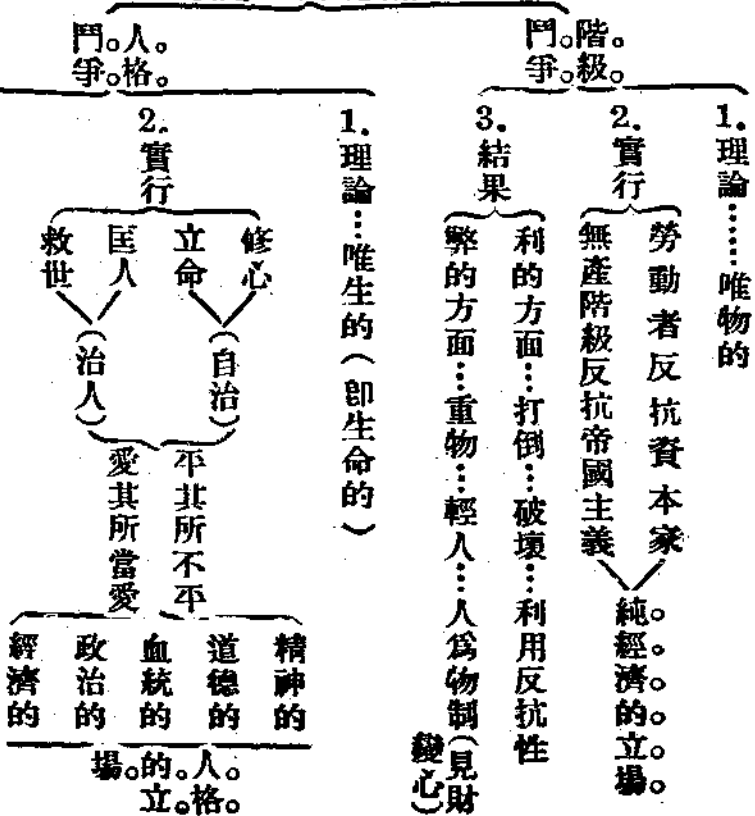 階。級。鬥。爭。
1.理論……唯物的
2.實行
勞動者反抗資本家
無產階級反抗帝國主義
純。經。濟。的。立。場。
3.結果
利的方面…打倒…破壞…利用反抗性
弊的方面…重物…輕人…人爲物制(見財變心)
人。格。鬥。爭。
1.理論…唯生的(即生命的)
2.實行
修心
立命
(自治)
匡人
救世
(治人)
平其所不平
愛其所當愛
精神的
道德的
血統的
政治的
經濟的
人。格。的。立。場。